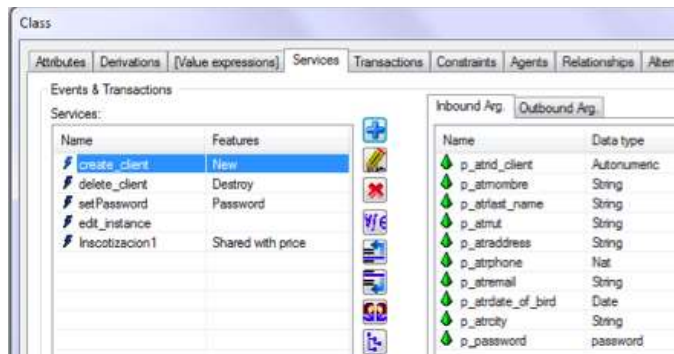 Class
Attributes Derivations [Value expressions] Services Transactions Constraints Agents Relationships Alter
Events & Transactions
Services:
Name Features
create_client New
delete_client Destroy
setPassword Password
edit_instance
Inscotizacion1 Shared with price
Inbound Arg. Outbound Arg.
Name Data type
p_atrid_client Autonumeric
p_atrnombre String
p_atrlast_name String
p_atrrut String
p_atraddress String
p_atrphone Nat
p_atremail String
p_atrdate_of_bird Date
p_atrcity String
p_password password